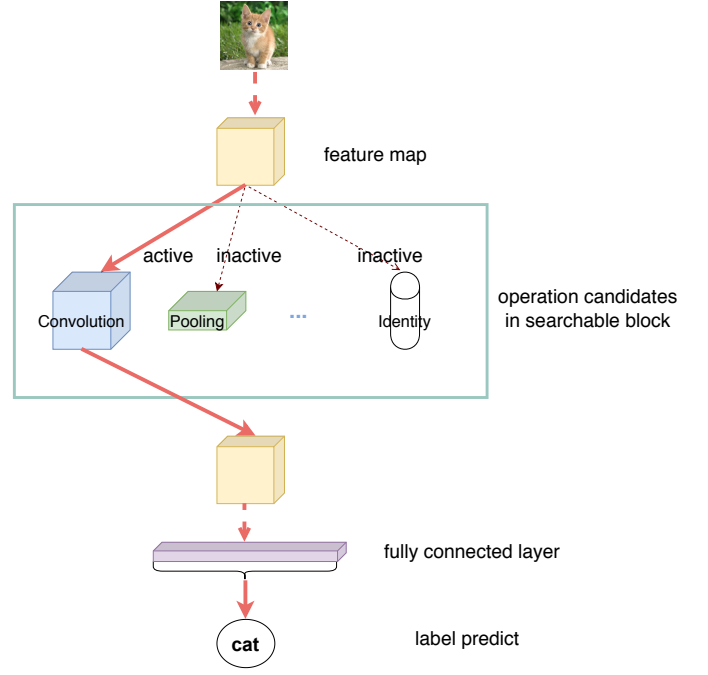 feature map
active
inactive
inactive
Convolution
Pooling
...
Identity
operation candidates
in searchable block
fully connected layer
cat
label predict